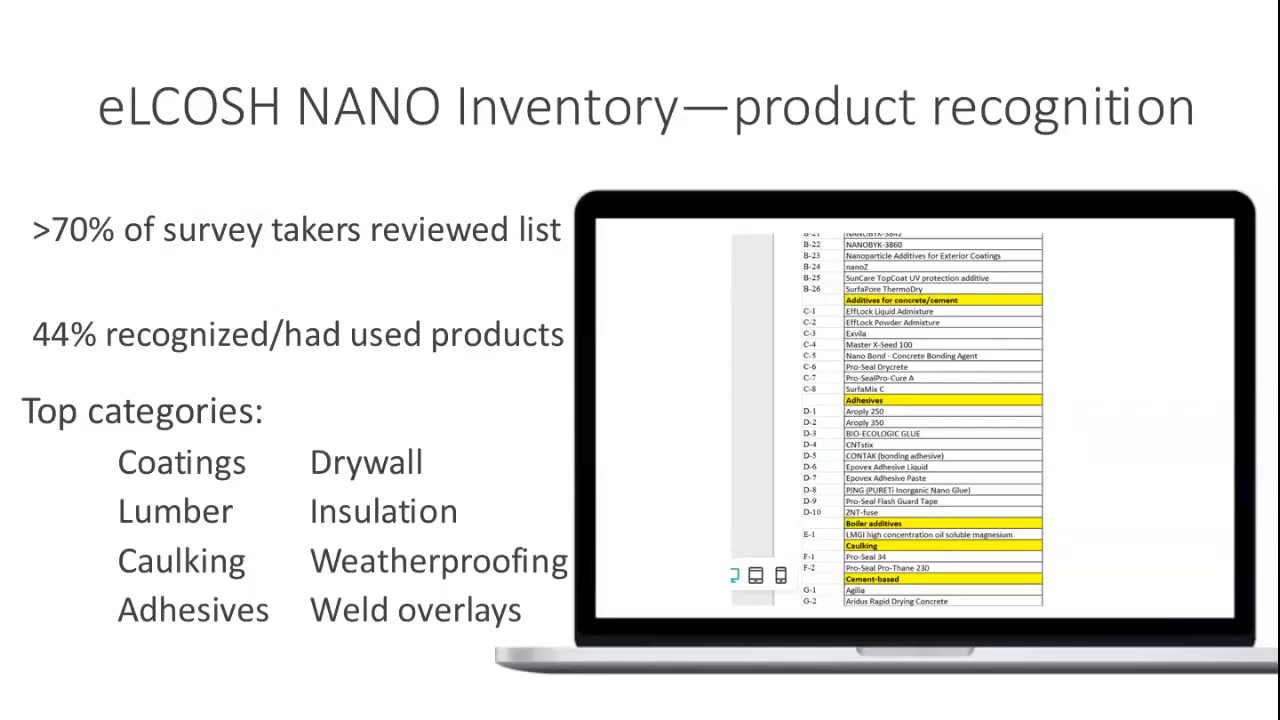 eLCOSH NANO Inventory—product recognition
>70% of survey takers reviewed list
44% recognized/had used products
Top categories:
Coatings Drywall
Lumber Insulation
Caulking Weatherproofing
Adhesives Weld overlays
B-22 NANOBYK-3860
B-23 Nanoparticle Additives for Exterior Coatings
B-24 nanoZ
B-25 SunCare TopCoat UV protection additive
B-26 SurfaPore ThermoDry
Additives for concrete/cement
C-1 EffLock Liquid Admixture
C-2 EffLock Powder Admixture
C-3 Exvila
C-4 Master X-Seed 100
C-5 Nano Bond - Concrete Bonding Agent
C-6 Pro-Seal Drycrete
C-7 Pro-SealPro-Cure A
C-8 SurfaMix C
Adhesives
D-1 Aroply 250
D-2 Aroply 350
D-3 BIO-ECOLOGIC GLUE
D-4 CNTstix
D-5 CONTAK (bonding adhesive)
D-6 Epovex Adhesive Liquid
D-7 Epovex Adhesive Paste
D-8 PING (PURETi Inorganic Nano Glue)
D-9 Pro-Seal Flash Guard Tape
D-10 ZNT-fuse
Boiler additives
E-1 LMGI high concentration oil soluble magnesium
Caulking
F-1 Pro-Seal 34
F-2 Pro-Seal Pro-Thane 230
Cement-based
G-1 Agilia
G-2 Aridus Rapid Drying Concrete